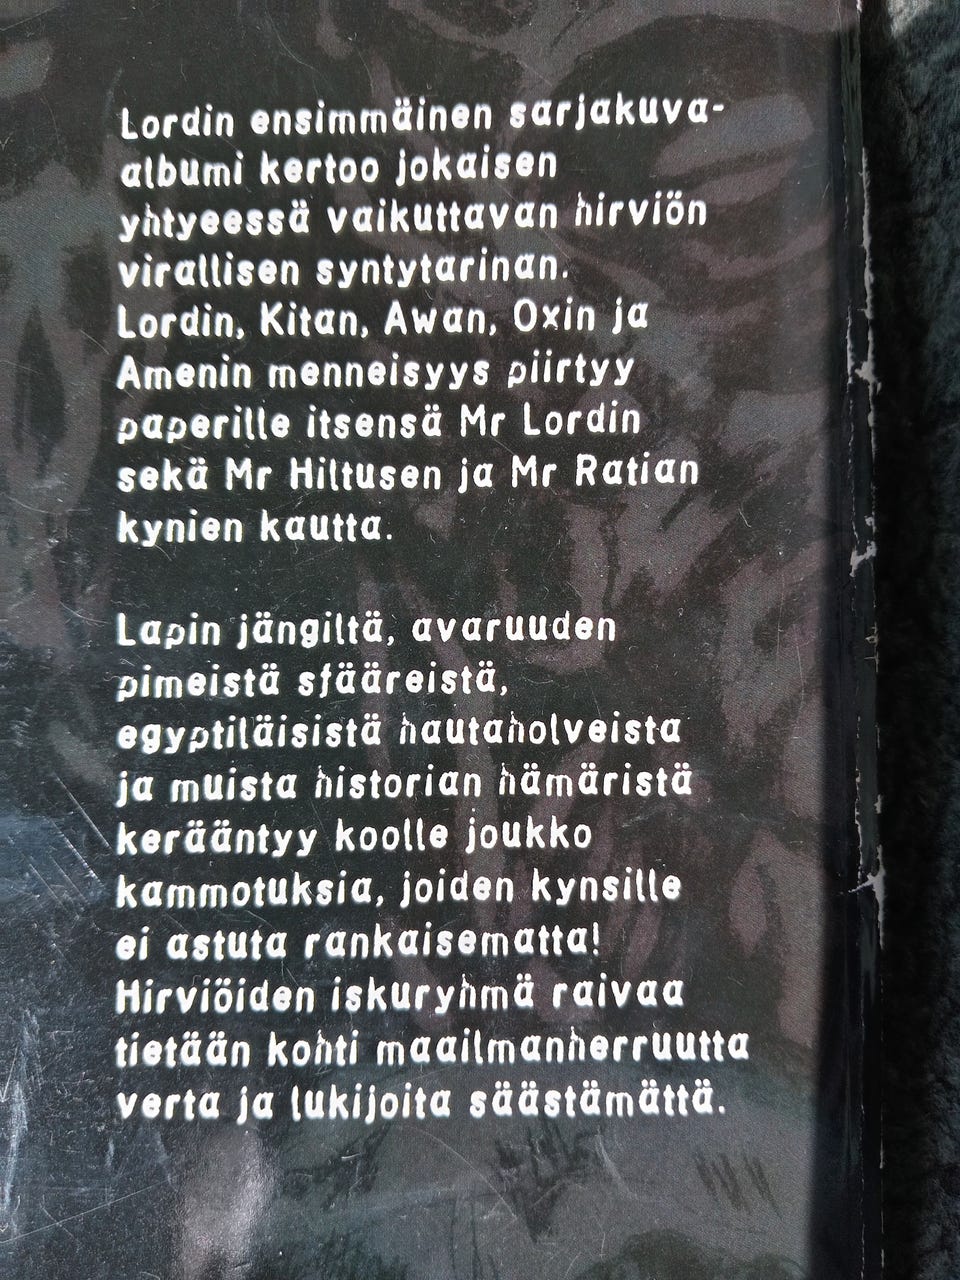 Lordin ensimmäinen sarjakuva-
albumi kertoo jokaisen
yhtyeessä vaikuttavan hirviön
virallisen syntytarinan.
Lordin, Kitan, Awan, Oxin ja
Amenin menneisyys piirtyy
paperille itsensä Mr Lordin
sekä Mr Hiltusen ja Mr Ratian
kynien kautta.

Lapin jängiltä, avaruuden
pimeistä sfääreistä,
egyptiläisistä hautaholveista
ja muista historian hämäristä
kerääntyy koolle joukko
kammotuksia, joiden kynsille
ei astuta rankaisematta!
Hirviöiden iskuryhmä raivaa
tietään kohti maailmanherruutta
verta ja lukijoita säästämättä.